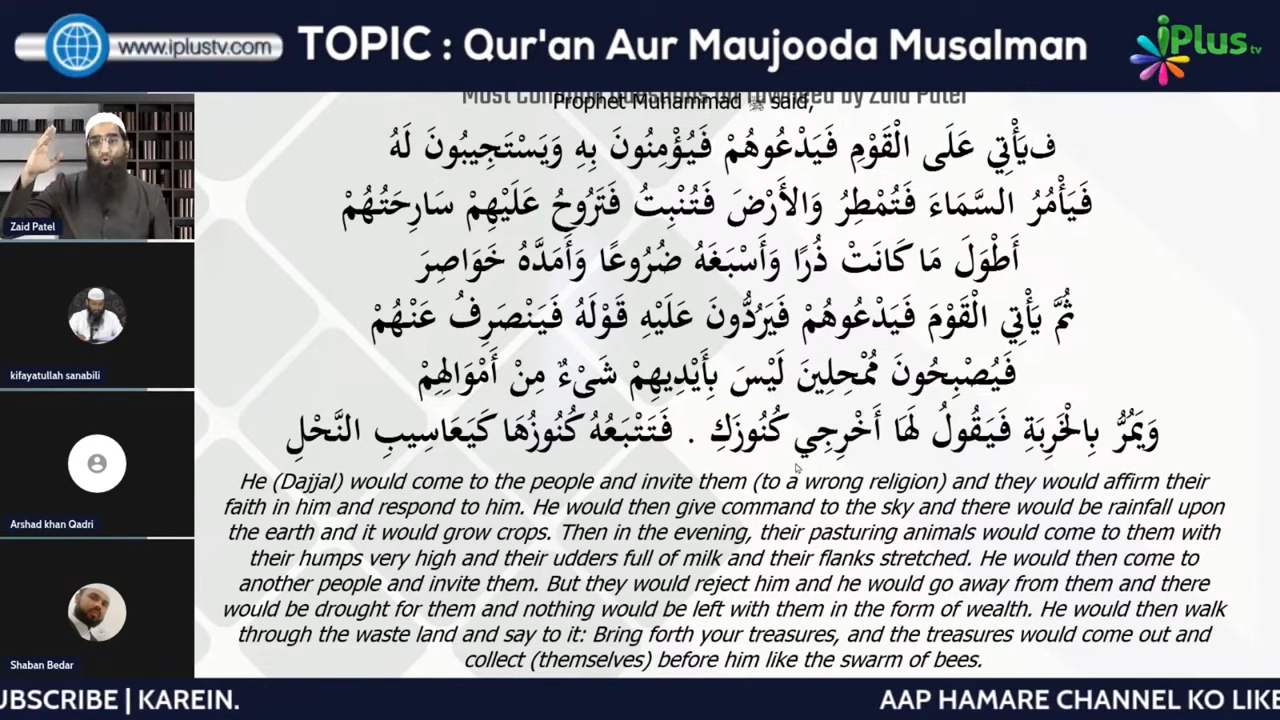 www.iplustv.com
TOPIC : Qur'an Aur Maujooda Musalman
iPlus tv
Most Common Questions Answered by Zaid Patel
Prophet Muhammad ﷺ said,
فيَأْتِي عَلَى الْقَوْمِ فَيَدْعُوهُمْ فَيُؤْمِنُونَ بِهِ وَيَسْتَجِيبُونَ لَهُ
فَيَأْمُرُ السَّمَاءَ فَتُمْطِرُ وَالأَرْضَ فَتُنْبِتُ فَتَرُوحُ عَلَيْهِمْ سَارِحَتُهُمْ
أَطْوَلَ مَا كَانَتْ ذُرًا وَأَسْبَغَهُ ضُرُوعًا وَأَمَدَّهُ خَوَاصِرَ
ثُمَّ يَأْتِي الْقَوْمَ فَيَدْعُوهُمْ فَيَرُدُّونَ عَلَيْهِ قَوْلَهُ فَيَنْصَرِفُ عَنْهُمْ
فَيُصْبِحُونَ مُمْحِلِينَ لَيْسَ بِأَيْدِيهِمْ شَىْءٌ مِنْ أَمْوَالِهِمْ
وَيَمُرُّ بِالْخَرِبَةِ فَيَقُولُ لَهَا أَخْرِجِي كُنُوزَكِ . فَتَتْبَعُهُ كُنُوزُهَا كَيَعَاسِيبِ النَّحْلِ
He (Dajjal) would come to the people and invite them (to a wrong religion) and they would affirm their
faith in him and respond to him. He would then give command to the sky and there would be rainfall upon
the earth and it would grow crops. Then in the evening, their pasturing animals would come to them with
their humps very high and their udders full of milk and their flanks stretched. He would then come to
another people and invite them. But they would reject him and he would go away from them and there
would be drought for them and nothing would be left with them in the form of wealth. He would then walk
through the waste land and say to it: Bring forth your treasures, and the treasures would come out and
collect (themselves) before him like the swarm of bees.
Zaid Patel
kifayatullah sanabili
Arshad khan Qadri
Shaban Bedar
UBSCRIBE | KAREIN.
AAP HAMARE CHANNEL KO LIKE